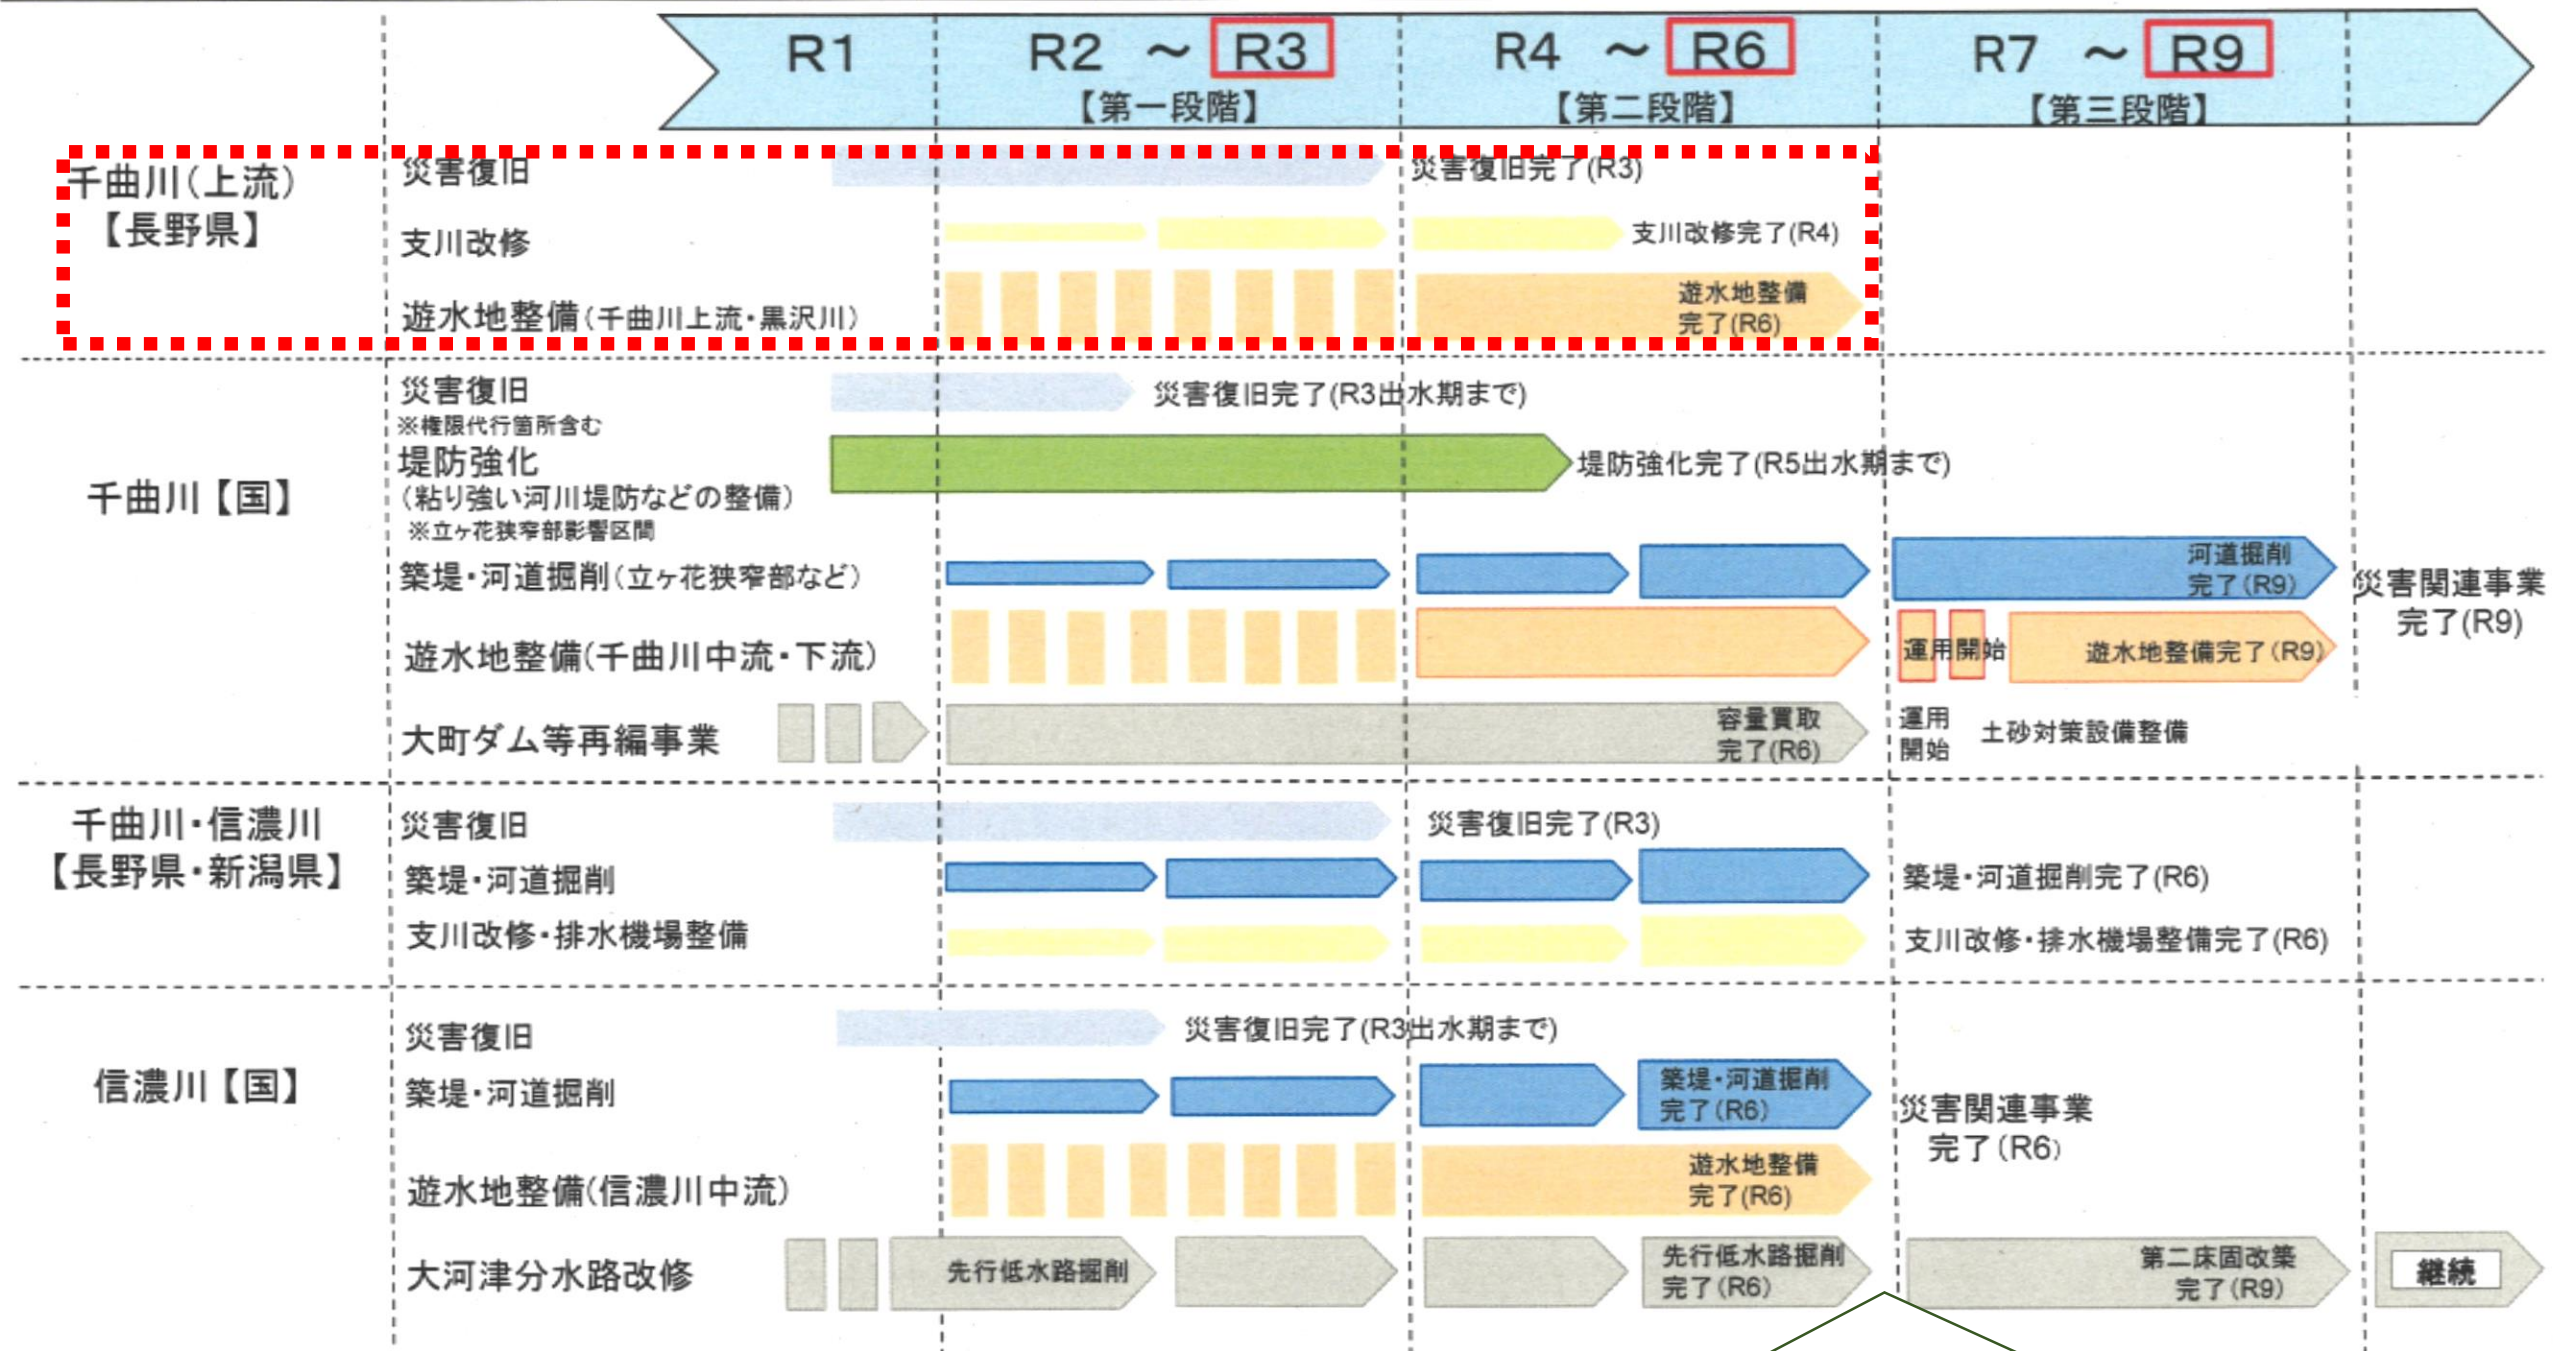 R1
R2 ～ R3
【第一段階】
R4 ～ R6
【第二段階】
R7 ～ R9
【第三段階】
千曲川(上流)
【長野県】
災害復旧
災害復旧完了(R3)
支川改修
支川改修完了(R4)
遊水地整備(千曲川上流・黒沢川)
遊水地整備
完了(R6)
千曲川【国】
災害復旧
※権限代行箇所含む
災害復旧完了(R3出水期まで)
堤防強化
(粘り強い河川堤防などの整備)
※立ヶ花狭窄部影響区間
堤防強化完了(R5出水期まで)
築堤・河道掘削(立ヶ花狭窄部など)
河道掘削
完了(R9)
遊水地整備(千曲川中流・下流)
運用開始
遊水地整備完了(R9)
災害関連事業
完了(R9)
大町ダム等再編事業
容量買取
完了(R6)
運用
開始
土砂対策設備整備
千曲川・信濃川
【長野県・新潟県】
災害復旧
災害復旧完了(R3)
築堤・河道掘削
築堤・河道掘削完了(R6)
支川改修・排水機場整備
支川改修・排水機場整備完了(R6)
信濃川【国】
災害復旧
災害復旧完了(R3出水期まで)
築堤・河道掘削
築堤・河道掘削
完了(R6)
遊水地整備(信濃川中流)
遊水地整備
完了(R6)
災害関連事業
完了(R6)
大河津分水路改修
先行低水路掘削
先行低水路掘削
完了(R6)
第二床固改築
完了(R9)
継続